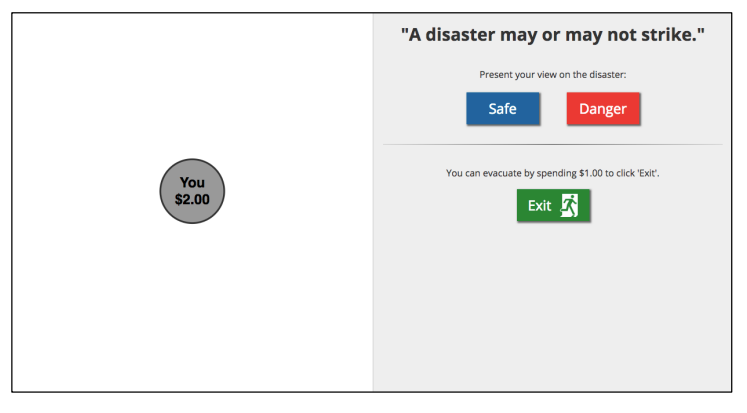 You
$2.00
"A disaster may or may not strike."
Present your view on the disaster:
Safe
Danger
You can evacuate by spending $1.00 to click 'Exit'.
Exit